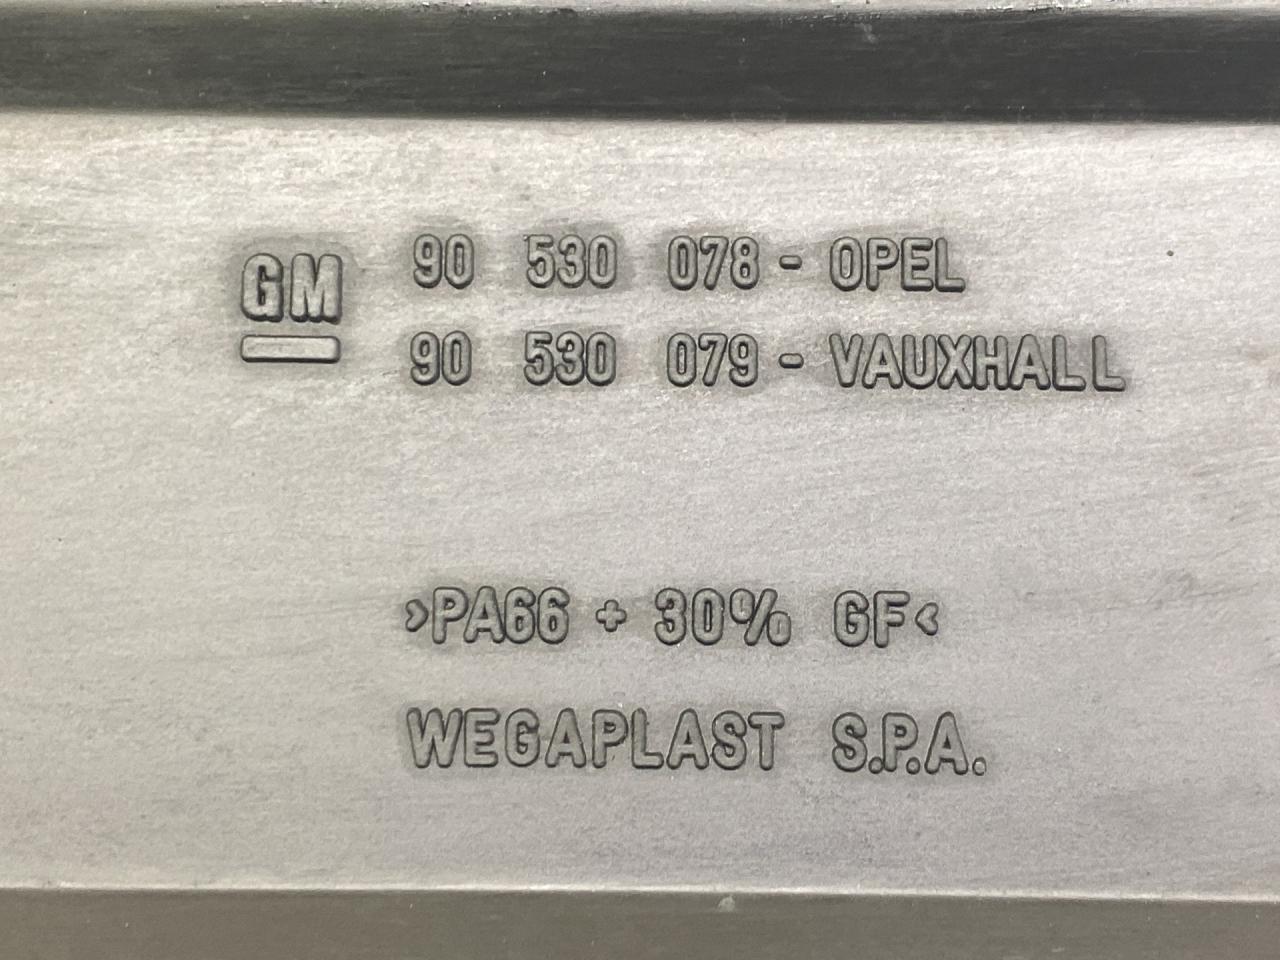 GM
90 530 078 - OPEL
90 530 079 - VAUXHALL
>PA66 + 30% GF<
WEGAPLAST S.P.A.